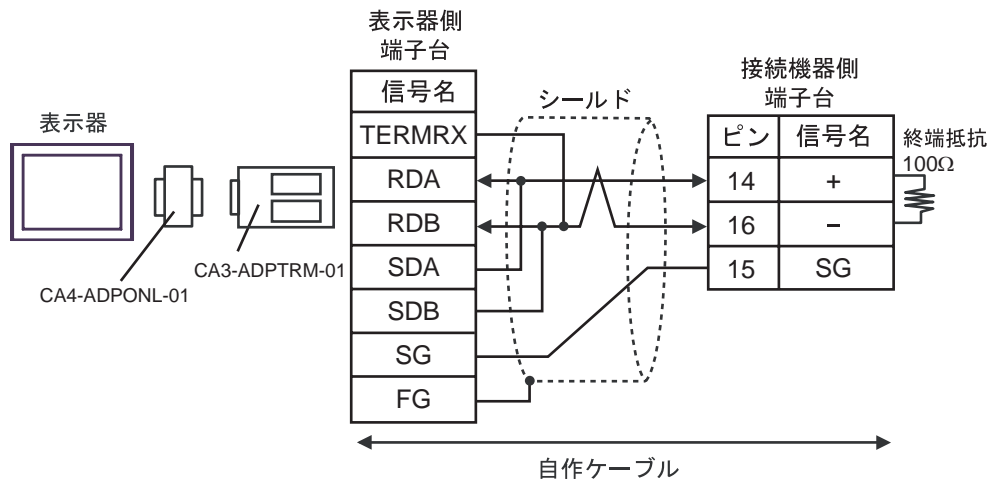 表示器
CA4-ADPONL-01
CA3-ADPTRM-01
表示器側
端子台
信号名
TERMRX
RDA
RDB
SDA
SDB
SG
FG
シールド
接続機器側
端子台
ピン 信号名
14 +
16 −
15 SG
終端抵抗
100Ω
自作ケーブル